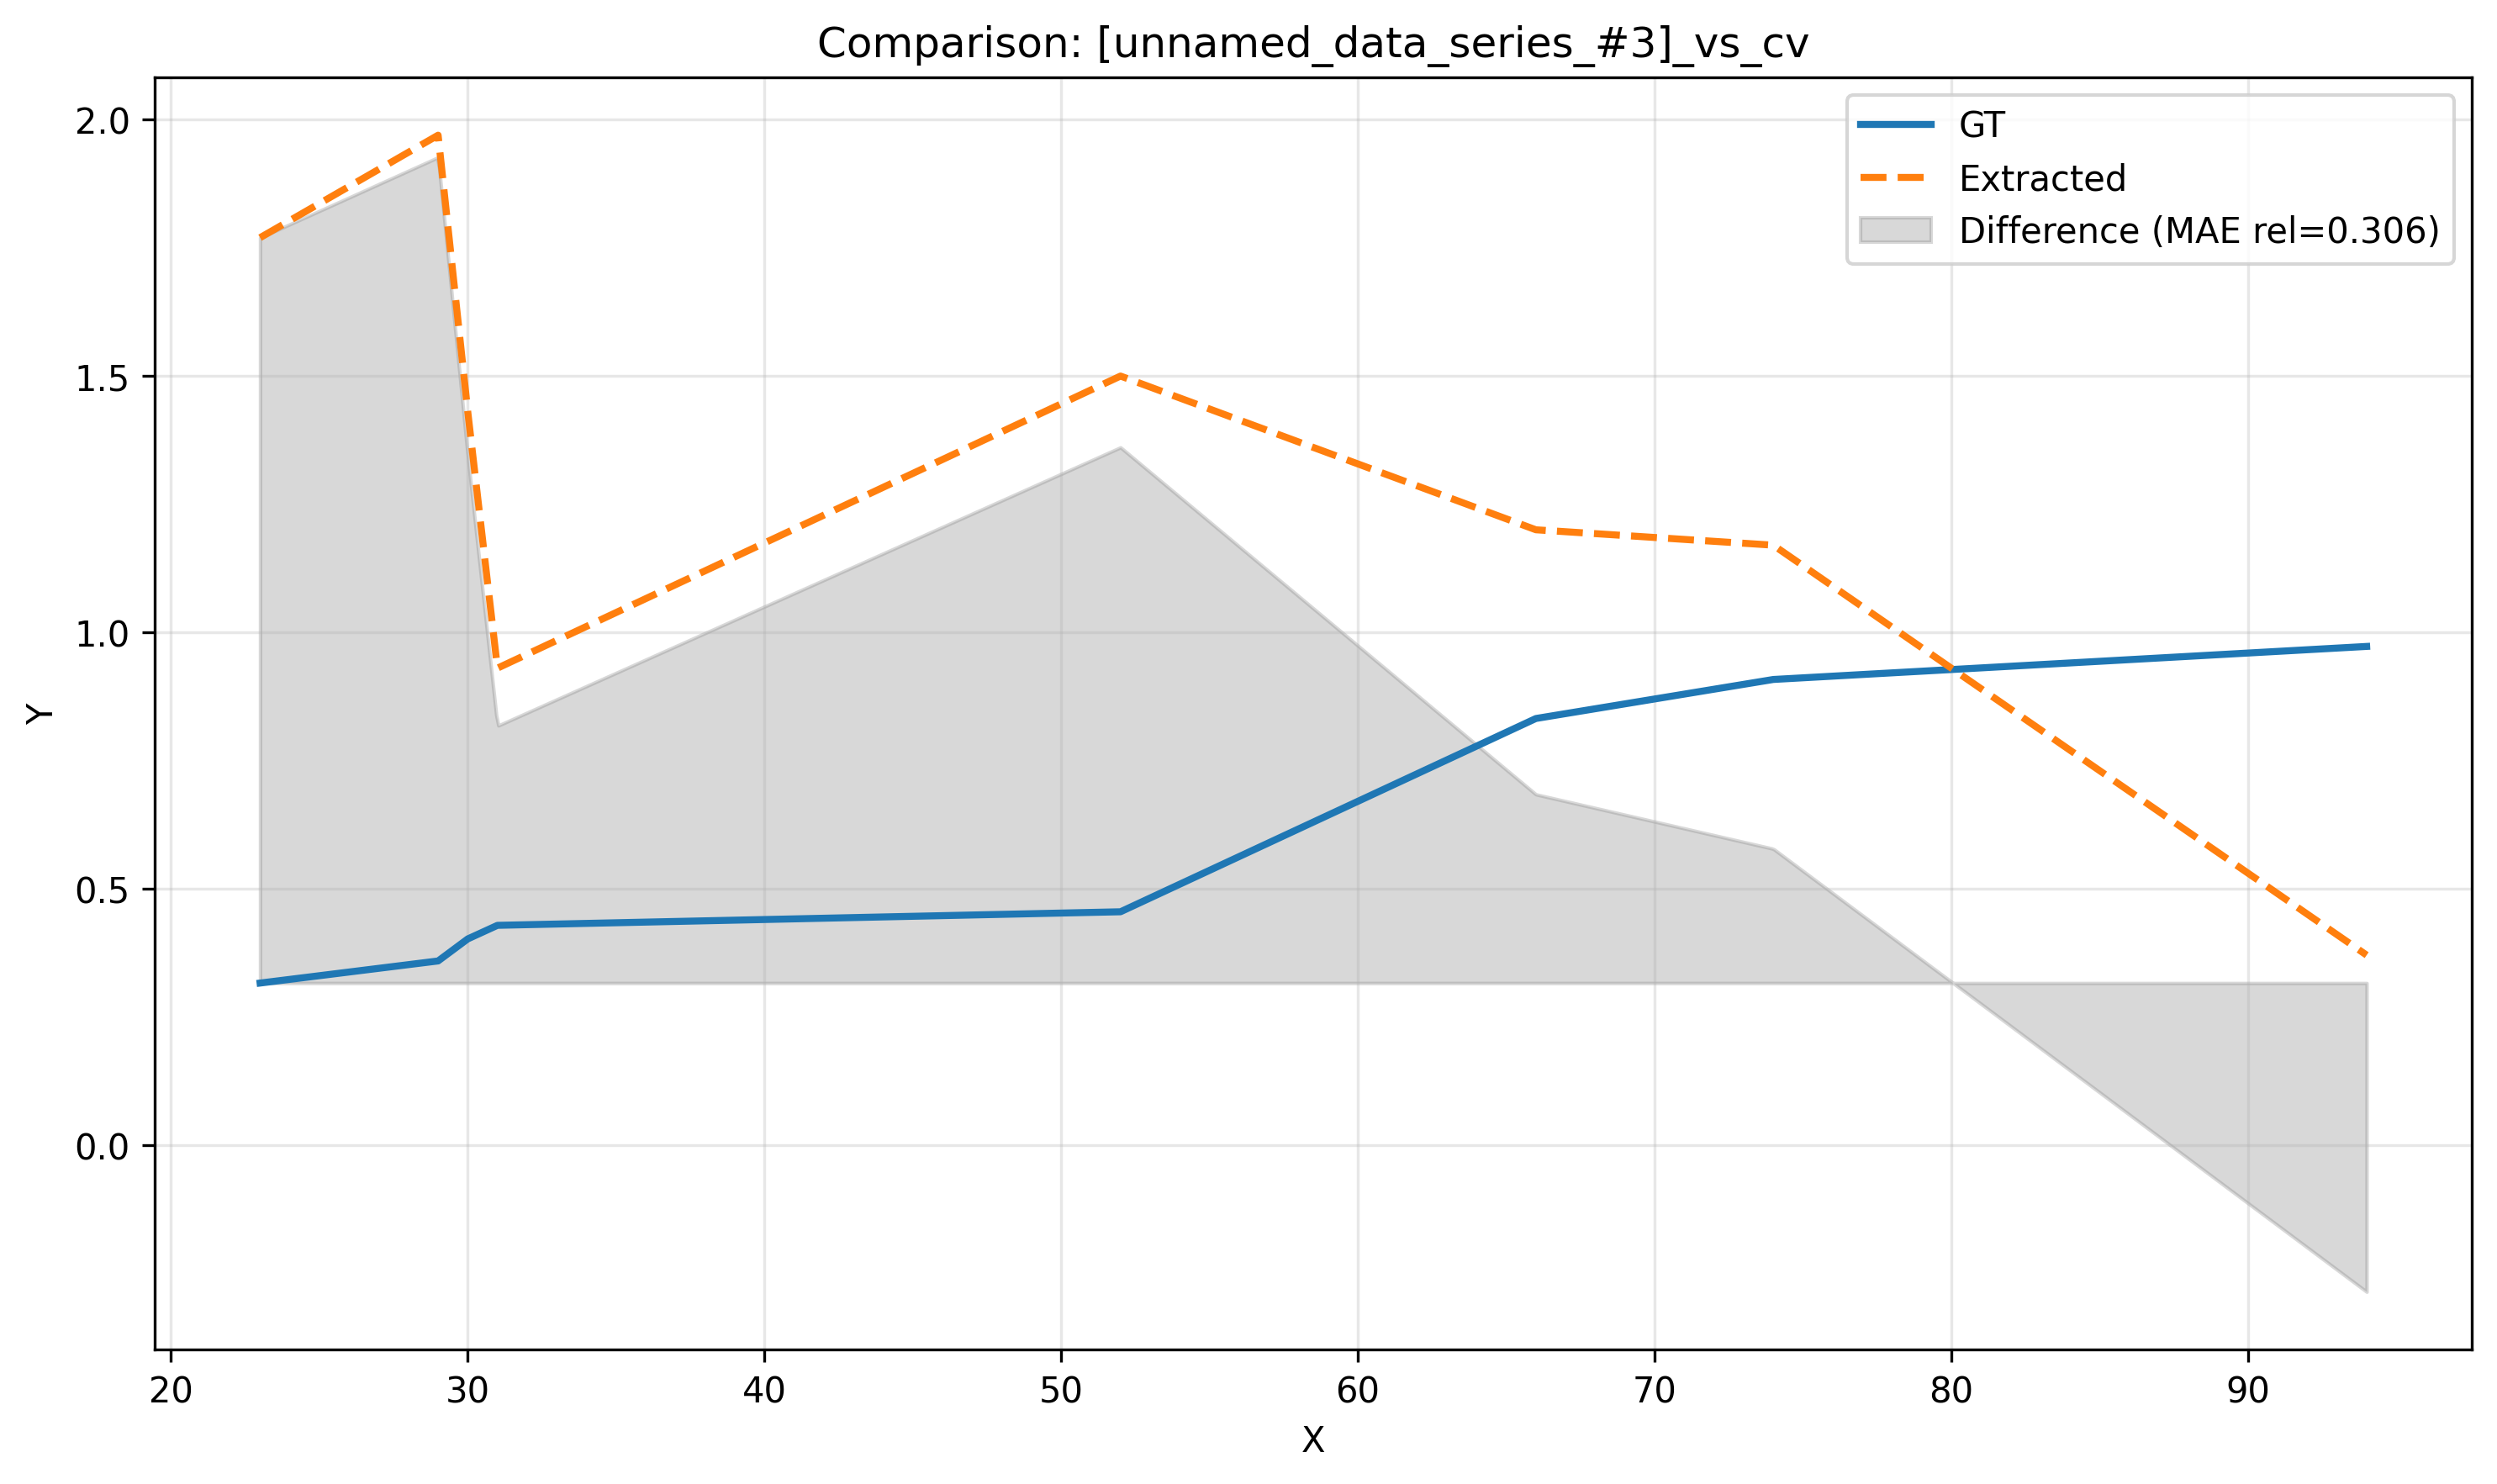 Comparison: [unnamed_data_series_#3]_vs_cv
GT
Extracted
Difference (MAE rel=0.306)
Y
2.0
1.5
1.0
0.5
0.0
20 30 40 50 60 70 80 90
X